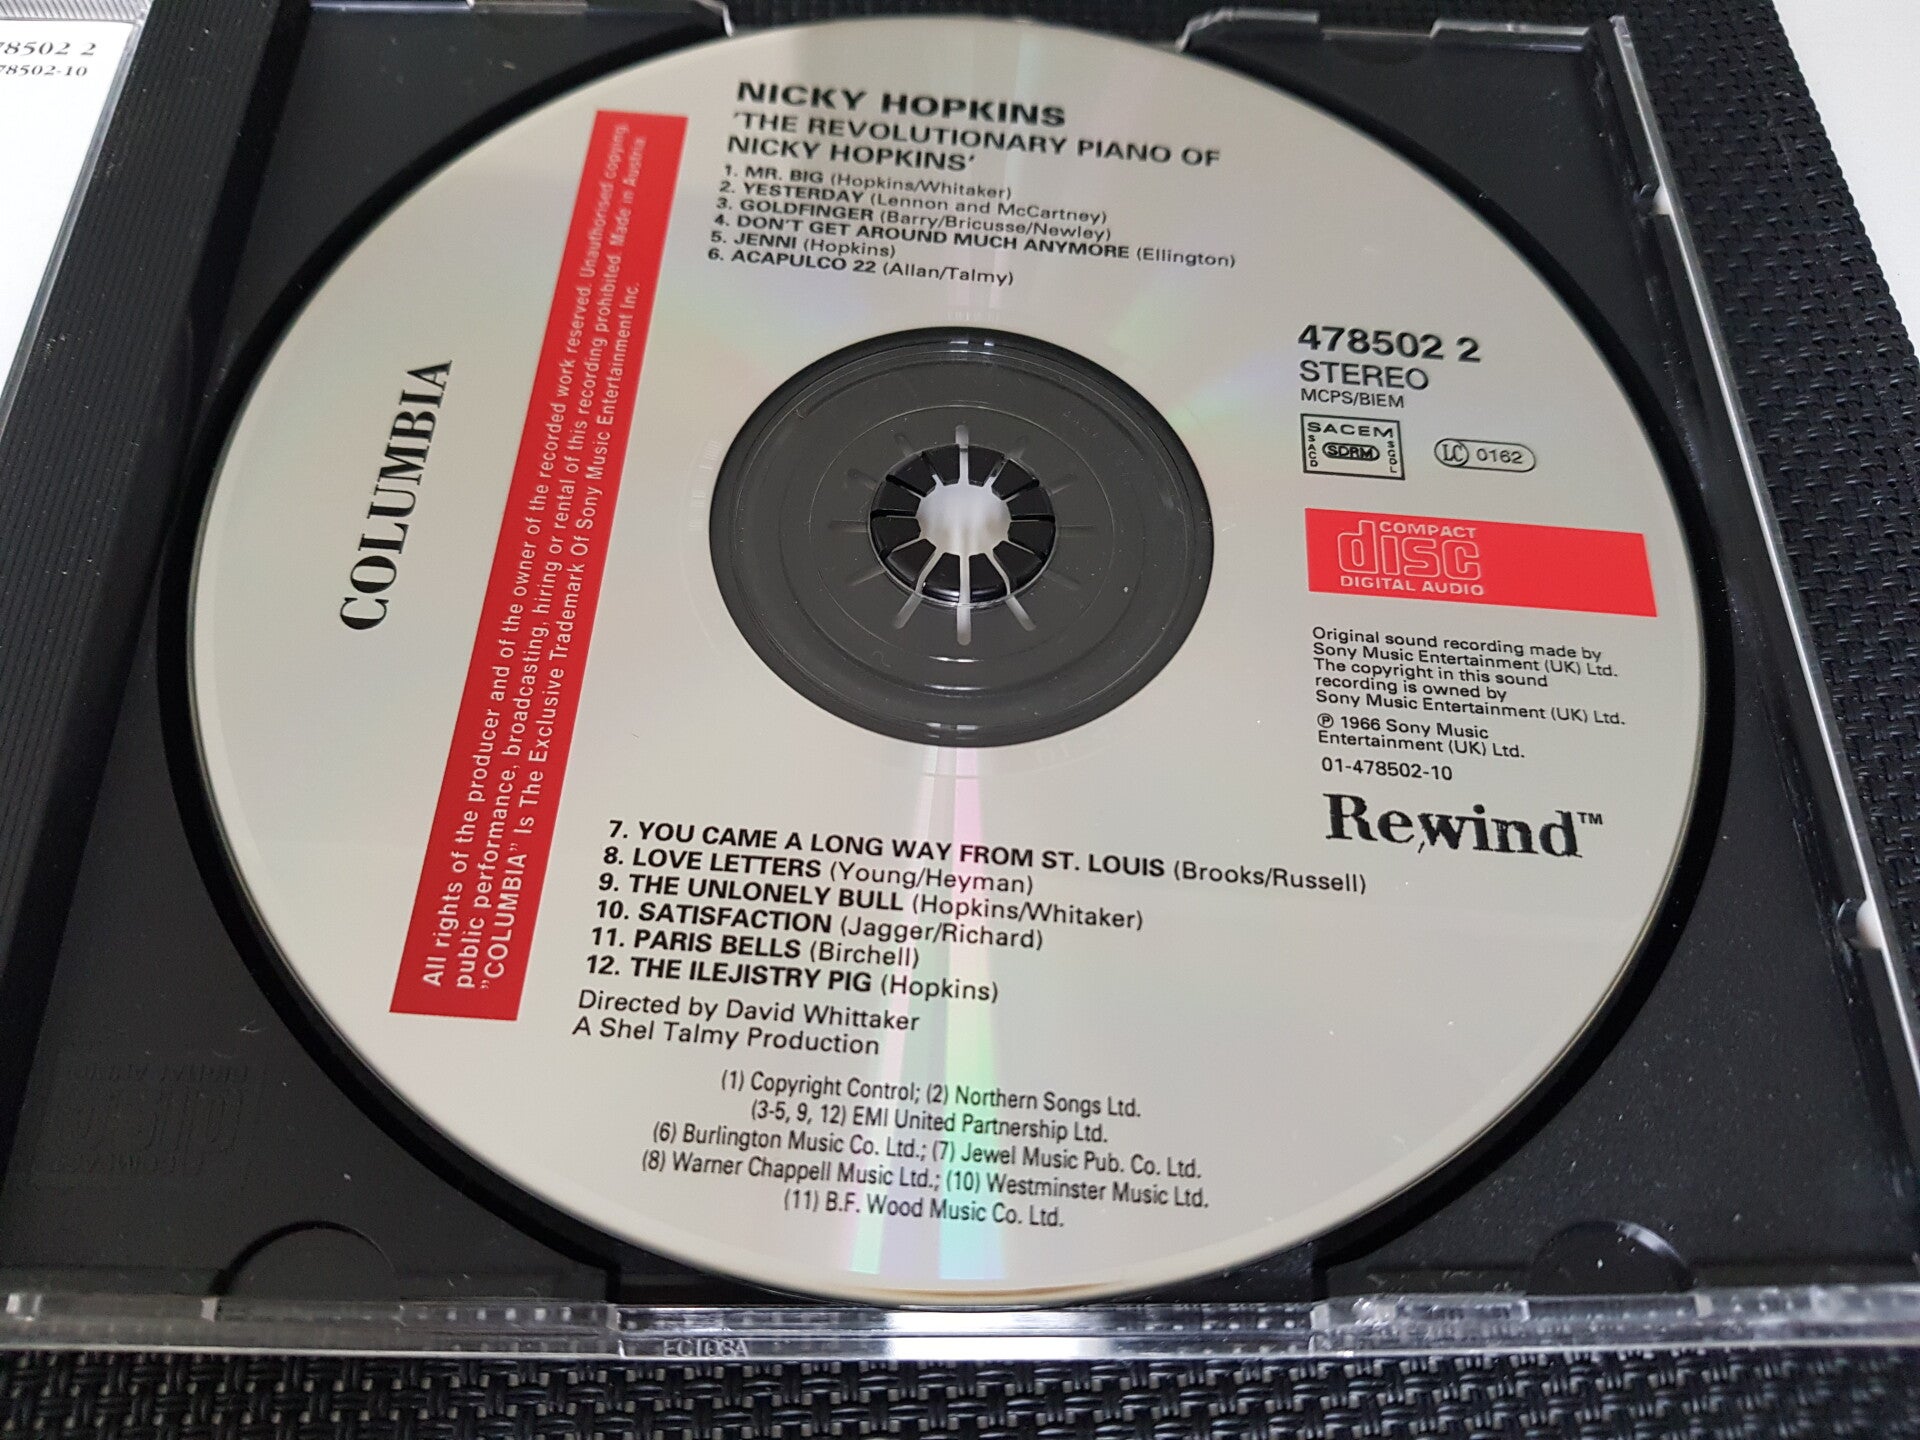 78502 2
78502-10
NICKY HOPKINS
'THE REVOLUTIONARY PIANO OF
NICKY HOPKINS'
1. MR. BIG (Hopkins/Whitaker)
2. YESTERDAY (Lennon and McCartney)
3. GOLDFINGER (Barry/Bricusse/Newley)
4. DON'T GET AROUND MUCH ANYMORE (Ellington)
5. JENNI (Hopkins)
6. ACAPULCO 22 (Allan/Talmy)
COLUMBIA
All rights of the producer and of the owner of the recorded work reserved. Unauthorised copying,
public performance, broadcasting, hiring or rental of this recording prohibited. Made in Austria
"COLUMBIA" Is The Exclusive Trademark Of Sony Music Entertainment Inc.
478502 2
STEREO
MCPS/BIEM
SACEM
SACD
SDRM
SGDL
LC 0162
COMPACT
disc
DIGITAL AUDIO
Original sound recording made by
Sony Music Entertainment (UK) Ltd.
The copyright in this sound
recording is owned by
Sony Music Entertainment (UK) Ltd.
℗ 1966 Sony Music
Entertainment (UK) Ltd.
01-478502-10
Rewind™
7. YOU CAME A LONG WAY FROM ST. LOUIS (Brooks/Russell)
8. LOVE LETTERS (Young/Heyman)
9. THE UNLONELY BULL (Hopkins/Whitaker)
10. SATISFACTION (Jagger/Richard)
11. PARIS BELLS (Birchell)
12. THE ILEJISTRY PIG (Hopkins)
Directed by David Whittaker
A Shel Talmy Production
(1) Copyright Control; (2) Northern Songs Ltd.
(3-5, 9, 12) EMI United Partnership Ltd.
(6) Burlington Music Co. Ltd.; (7) Jewel Music Pub. Co. Ltd.
(8) Warner Chappell Music Ltd.; (10) Westminster Music Ltd.
(11) B.F. Wood Music Co. Ltd.